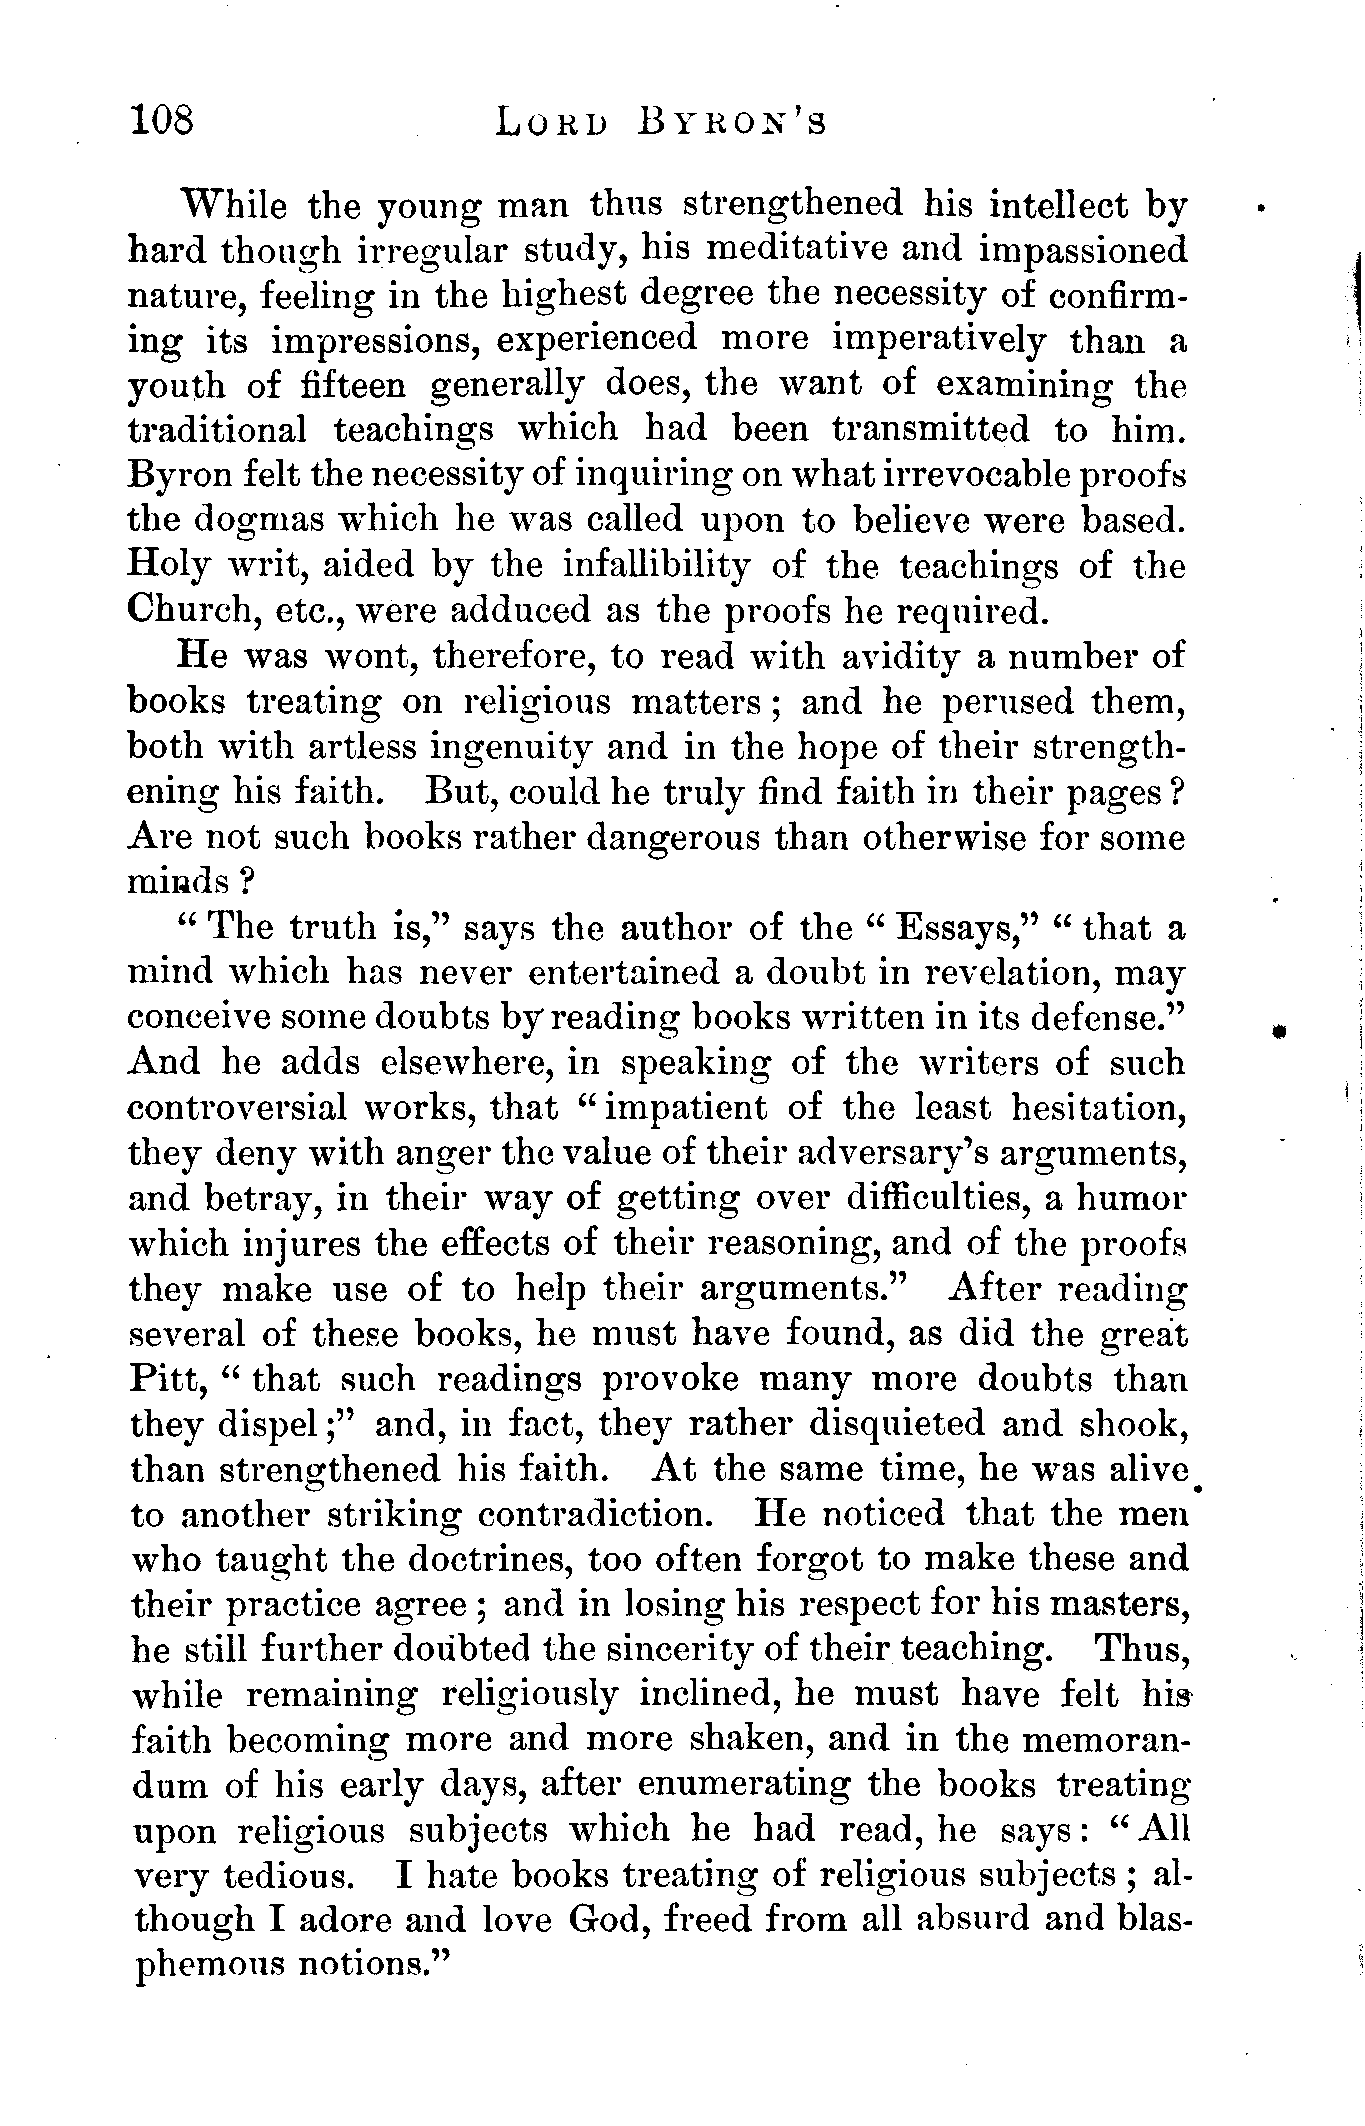 108 LORD BYRON'S
While the young man thus strengthened his intellect by
hard though irregular study, his meditative and impassioned
nature, feeling in the highest degree the necessity of confirm-
ing its impressions, experienced more imperatively than a
youth of fifteen generally does, the want of examining the
traditional teachings which had been transmitted to him.
Byron felt the necessity of inquiring on what irrevocable proofs
the dogmas which he was called upon to believe were based.
Holy writ, aided by the infallibility of the teachings of the
Church, etc., were adduced as the proofs he required.
He was wont, therefore, to read with avidity a number of
books treating on religious matters ; and he perused them,
both with artless ingenuity and in the hope of their strength-
ening his faith. But, could he truly find faith in their pages ?
Are not such books rather dangerous than otherwise for some
minds ?
“ The truth is,” says the author of the “ Essays,” “ that a
mind which has never entertained a doubt in revelation, may
conceive some doubts by reading books written in its defense.”
And he adds elsewhere, in speaking of the writers of such
controversial works, that “ impatient of the least hesitation,
they deny with anger the value of their adversary’s arguments,
and betray, in their way of getting over difficulties, a humor
which injures the effects of their reasoning, and of the proofs
they make use of to help their arguments.” After reading
several of these books, he must have found, as did the great
Pitt, “ that such readings provoke many more doubts than
they dispel ;” and, in fact, they rather disquieted and shook,
than strengthened his faith. At the same time, he was alive
to another striking contradiction. He noticed that the men
who taught the doctrines, too often forgot to make these and
their practice agree ; and in losing his respect for his masters,
he still further doubted the sincerity of their teaching. Thus,
while remaining religiously inclined, he must have felt his
faith becoming more and more shaken, and in the memoran-
dum of his early days, after enumerating the books treating
upon religious subjects which he had read, he says : “ All
very tedious. I hate books treating of religious subjects ; al-
though I adore and love God, freed from all absurd and blas-
phemous notions.”